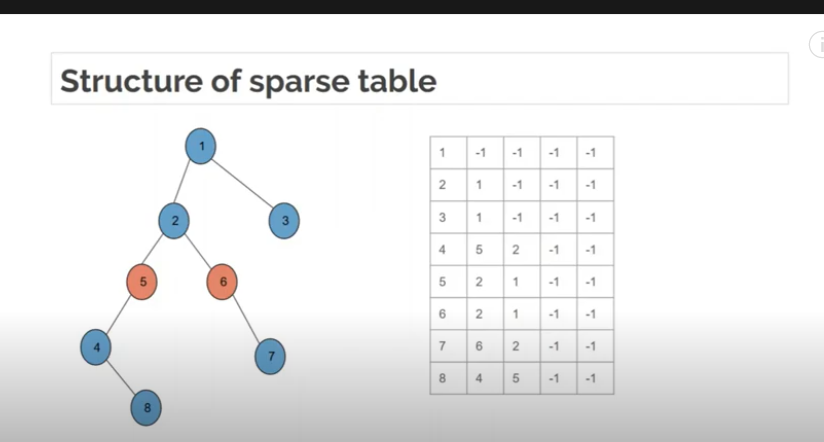 Structure of sparse table
1
2
3
5
6
4
7
8
1 -1 -1 -1 -1
2 1 -1 -1 -1
3 1 -1 -1 -1
4 5 2 -1 -1
5 2 1 -1 -1
6 2 1 -1 -1
7 6 2 -1 -1
8 4 5 -1 -1